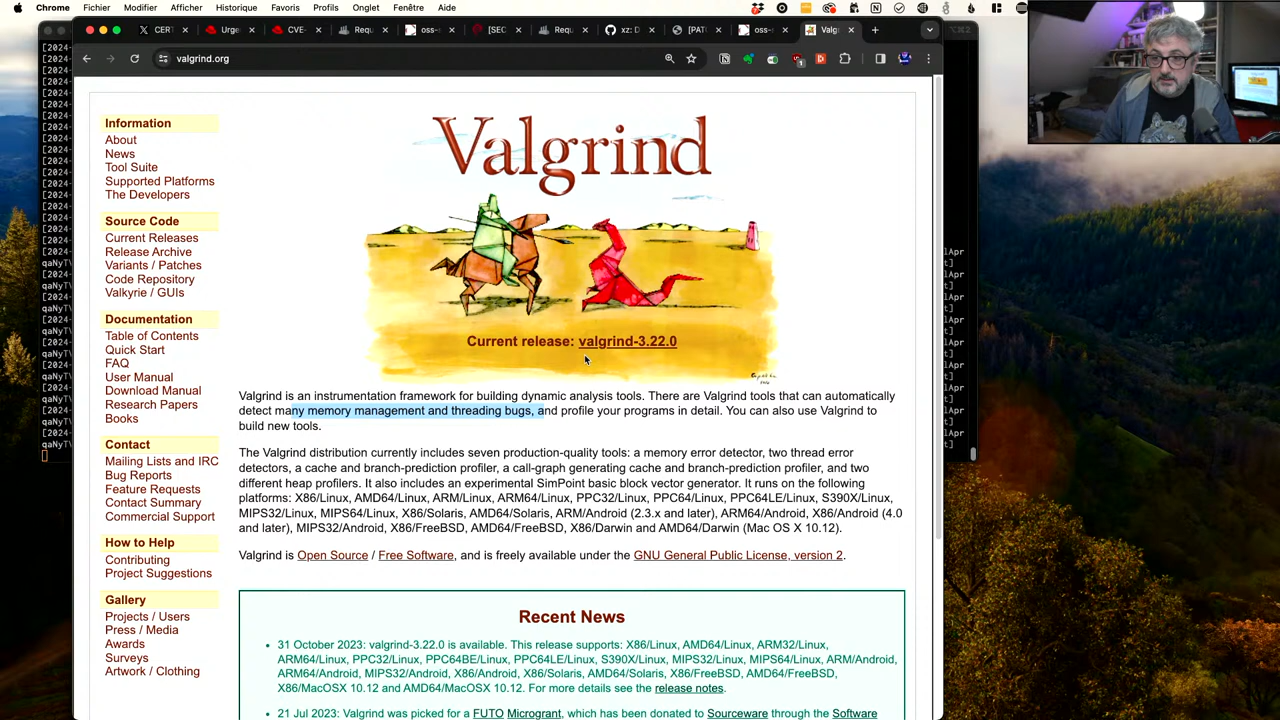 Chrome Fichier Modifier Afficher Historique Favoris Profils Onglet Fenêtre Aide
CERT Urge CVE- Requ oss- [SEC Requ xz: D [PATC oss- Valg
valgrind.org
Information
About
News
Tool Suite
Supported Platforms
The Developers
Source Code
Current Releases
Release Archive
Variants / Patches
Code Repository
Valkyrie / GUIs
Documentation
Table of Contents
Quick Start
FAQ
User Manual
Download Manual
Research Papers
Books
Contact
Mailing Lists and IRC
Bug Reports
Feature Requests
Contact Summary
Commercial Support
How to Help
Contributing
Project Suggestions
Gallery
Projects / Users
Press / Media
Awards
Surveys
Artwork / Clothing
Valgrind
Current release: valgrind-3.22.0
Valgrind is an instrumentation framework for building dynamic analysis tools. There are Valgrind tools that can automatically
detect many memory management and threading bugs, and profile your programs in detail. You can also use Valgrind to
build new tools.
The Valgrind distribution currently includes seven production-quality tools: a memory error detector, two thread error
detectors, a cache and branch-prediction profiler, a call-graph generating cache and branch-prediction profiler, and two
different heap profilers. It also includes an experimental SimPoint basic block vector generator. It runs on the following
platforms: X86/Linux, AMD64/Linux, ARM/Linux, ARM64/Linux, PPC32/Linux, PPC64/Linux, PPC64LE/Linux, S390X/Linux,
MIPS32/Linux, MIPS64/Linux, X86/Solaris, AMD64/Solaris, ARM/Android (2.3.x and later), ARM64/Android, X86/Android (4.0
and later), MIPS32/Android, X86/FreeBSD, AMD64/FreeBSD, X86/Darwin and AMD64/Darwin (Mac OS X 10.12).
Valgrind is Open Source / Free Software, and is freely available under the GNU General Public License, version 2.
Recent News
• 31 October 2023: valgrind-3.22.0 is available. This release supports: X86/Linux, AMD64/Linux, ARM32/Linux,
ARM64/Linux, PPC32/Linux, PPC64BE/Linux, PPC64LE/Linux, S390X/Linux, MIPS32/Linux, MIPS64/Linux, ARM/Android,
ARM64/Android, MIPS32/Android, X86/Android, X86/Solaris, AMD64/Solaris, X86/FreeBSD, AMD64/FreeBSD,
X86/MacOSX 10.12 and AMD64/MacOSX 10.12. For more details see the release notes.
• 21 Jul 2023: Valgrind was picked for a FUTO Microgrant, which has been donated to Sourceware through the Software